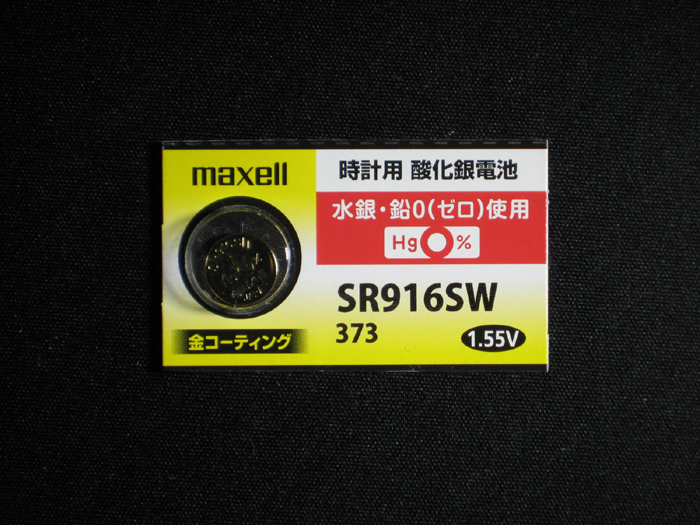 maxell
時計用 酸化銀電池
水銀・鉛0(ゼロ)使用
Hg0%
SR916SW
373
1.55V
金コーティング